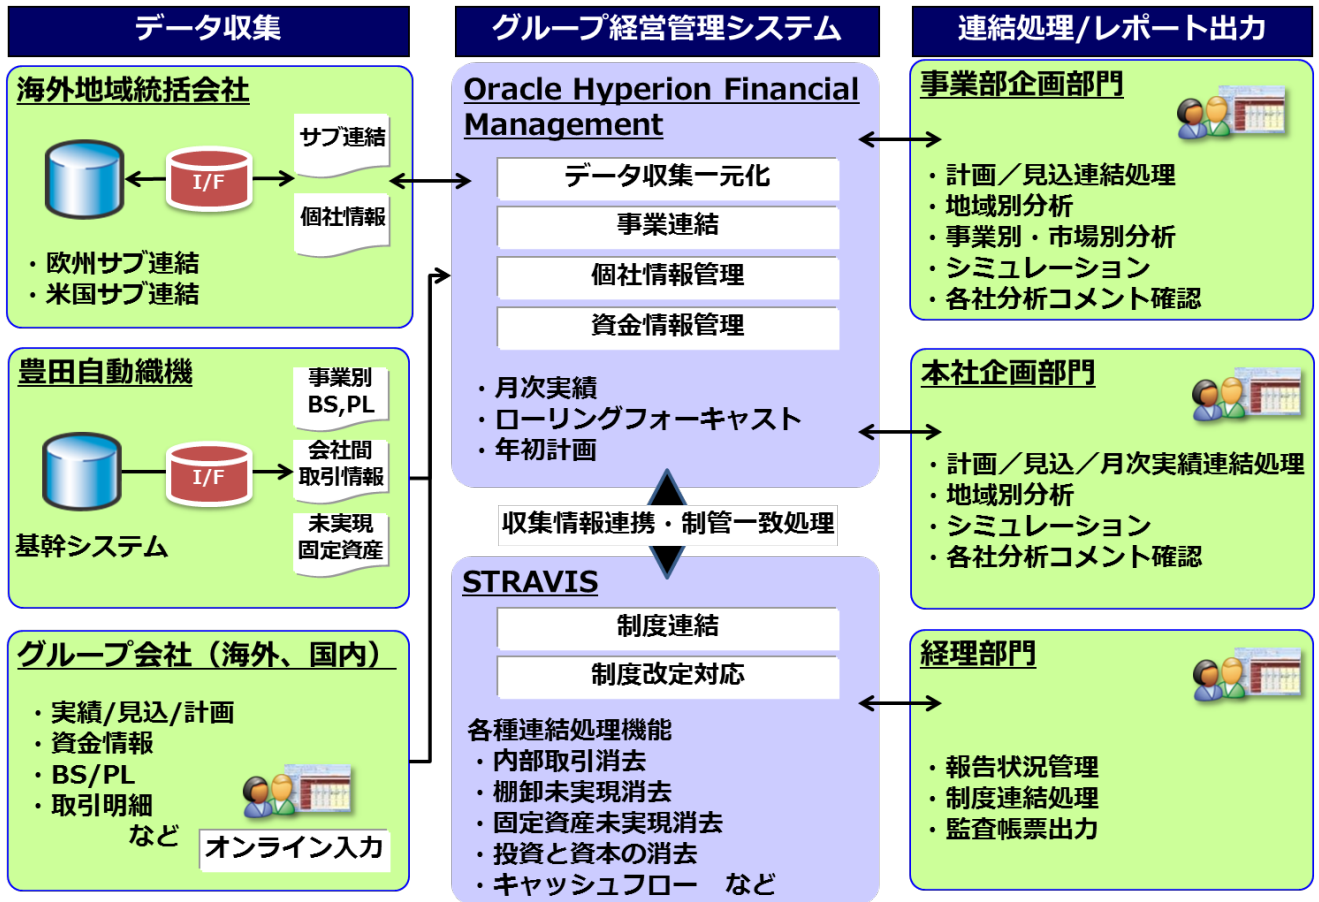 データ収集
海外地域統括会社
I/F
サブ連結
個社情報
・欧州サブ連結
・米国サブ連結
豊田自動織機
I/F
事業別
BS,PL
会社間
取引情報
未実現
固定資産
基幹システム
グループ会社（海外、国内）
・実績/見込/計画
・資金情報
・BS/PL
・取引明細
など
オンライン入力
グループ経営管理システム
Oracle Hyperion Financial
Management
データ収集一元化
事業連結
個社情報管理
資金情報管理
・月次実績
・ローリングフォーキャスト
・年初計画
収集情報連携・制管一致処理
STRAVIS
制度連結
制度改定対応
各種連結処理機能
・内部取引消去
・棚卸未実現消去
・固定資産未実現消去
・投資と資本の消去
・キャッシュフロー　など
連結処理/レポート出力
事業部企画部門
・計画／見込連結処理
・地域別分析
・事業別・市場別分析
・シミュレーション
・各社分析コメント確認
本社企画部門
・計画／見込／月次実績連結処理
・地域別分析
・シミュレーション
・各社分析コメント確認
経理部門
・報告状況管理
・制度連結処理
・監査帳票出力